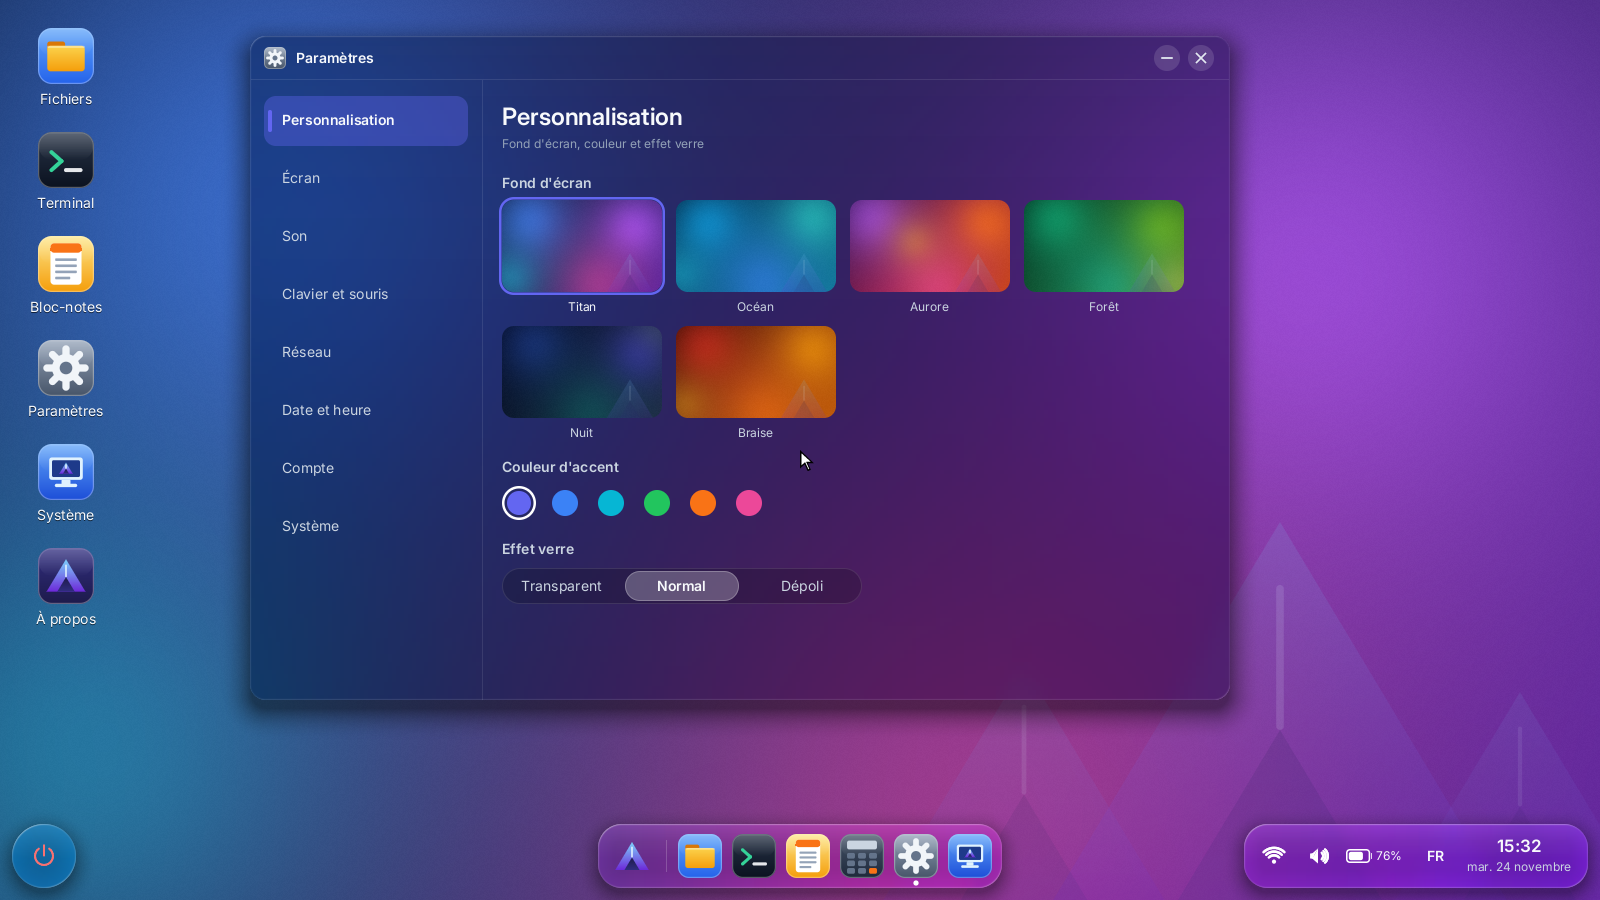 Fichiers
Terminal
Bloc-notes
Paramètres
Système
À propos
Paramètres
Personnalisation
Écran
Son
Clavier et souris
Réseau
Date et heure
Compte
Système
Personnalisation
Fond d'écran, couleur et effet verre
Fond d'écran
Titan
Océan
Aurore
Forêt
Nuit
Braise
Couleur d'accent
Effet verre
Transparent
Normal
Dépoli
76%
FR
15:32
mar. 24 novembre